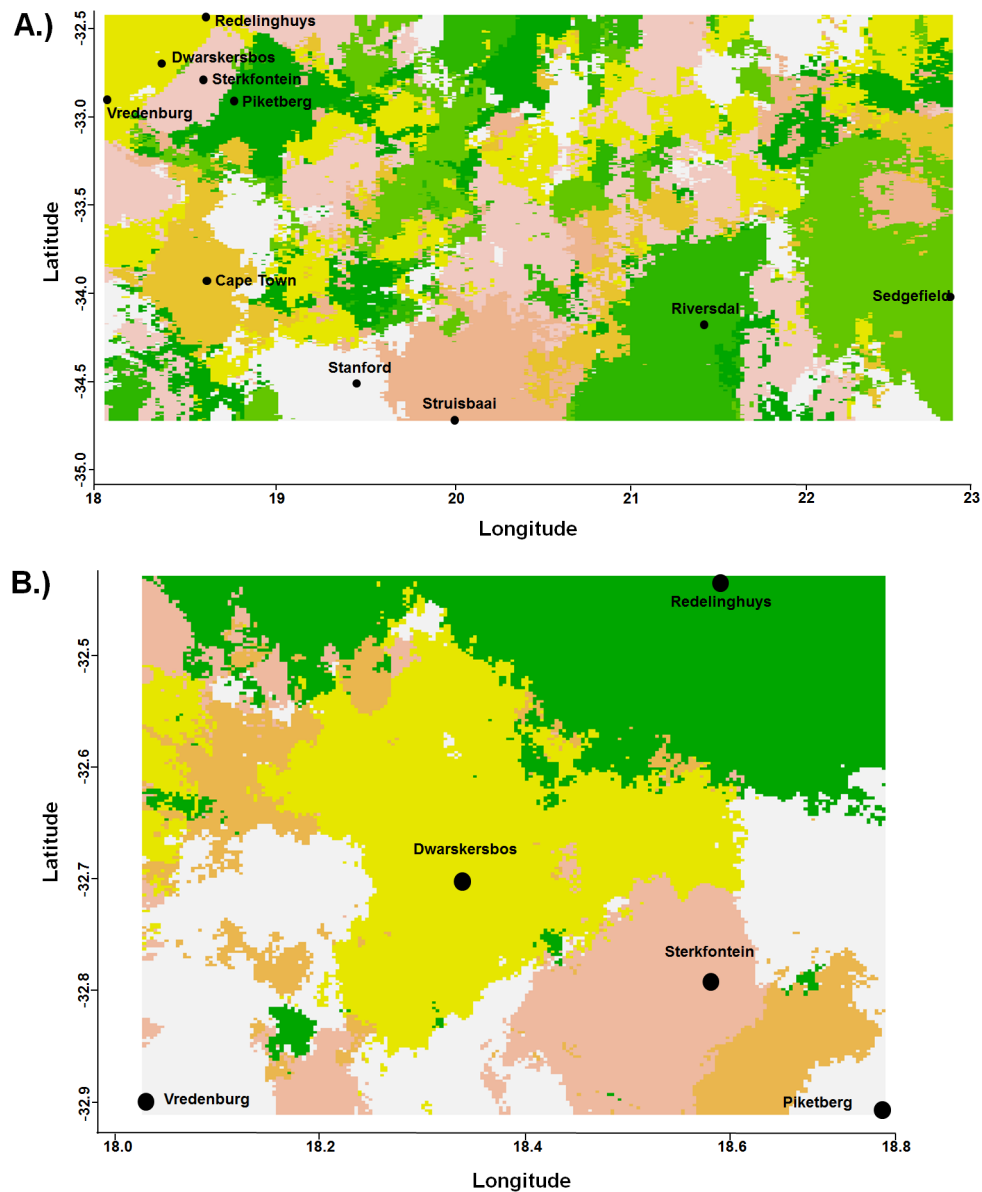 A.)
Redelinghuys
Dwarskersbos
Sterkfontein
Piketberg
Vredenburg
Cape Town
Sedgefield
Riversdal
Stanford
Struisbaai
Latitude
-32.5
-33.0
-33.5
-34.0
-34.5
-35.0
18 19 20 21 22 23
Longitude
B.)
Redelinghuys
Dwarskersbos
Sterkfontein
Vredenburg
Piketberg
Latitude
-32.5
-32.6
-32.7
-32.8
-32.9
18.0 18.2 18.4 18.6 18.8
Longitude